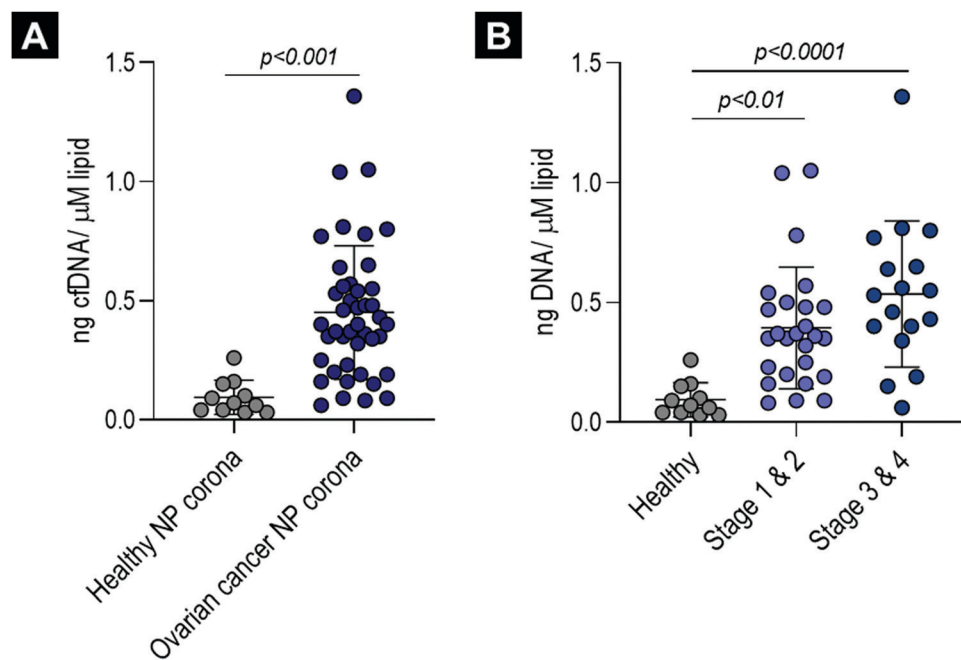 A
p<0.001
ng cfDNA/ μM lipid
1.5
1.0
0.5
0.0
Healthy NP corona
Ovarian cancer NP corona
B
p<0.0001
p<0.01
ng DNA/ μM lipid
1.5
1.0
0.5
0.0
Healthy
Stage 1 & 2
Stage 3 & 4